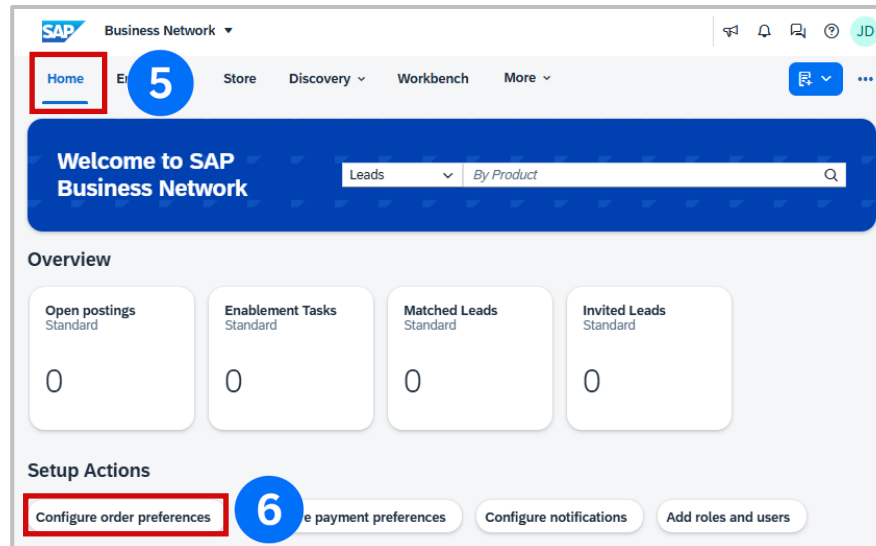 SAP Business Network
JD
Home 5 Store Discovery Workbench More
Welcome to SAP
Business Network
Leads By Product
Overview
Open postings Enablement Tasks Matched Leads Invited Leads
Standard Standard Standard Standard
0 0 0 0
Setup Actions
Configure order preferences 6 payment preferences Configure notifications Add roles and users